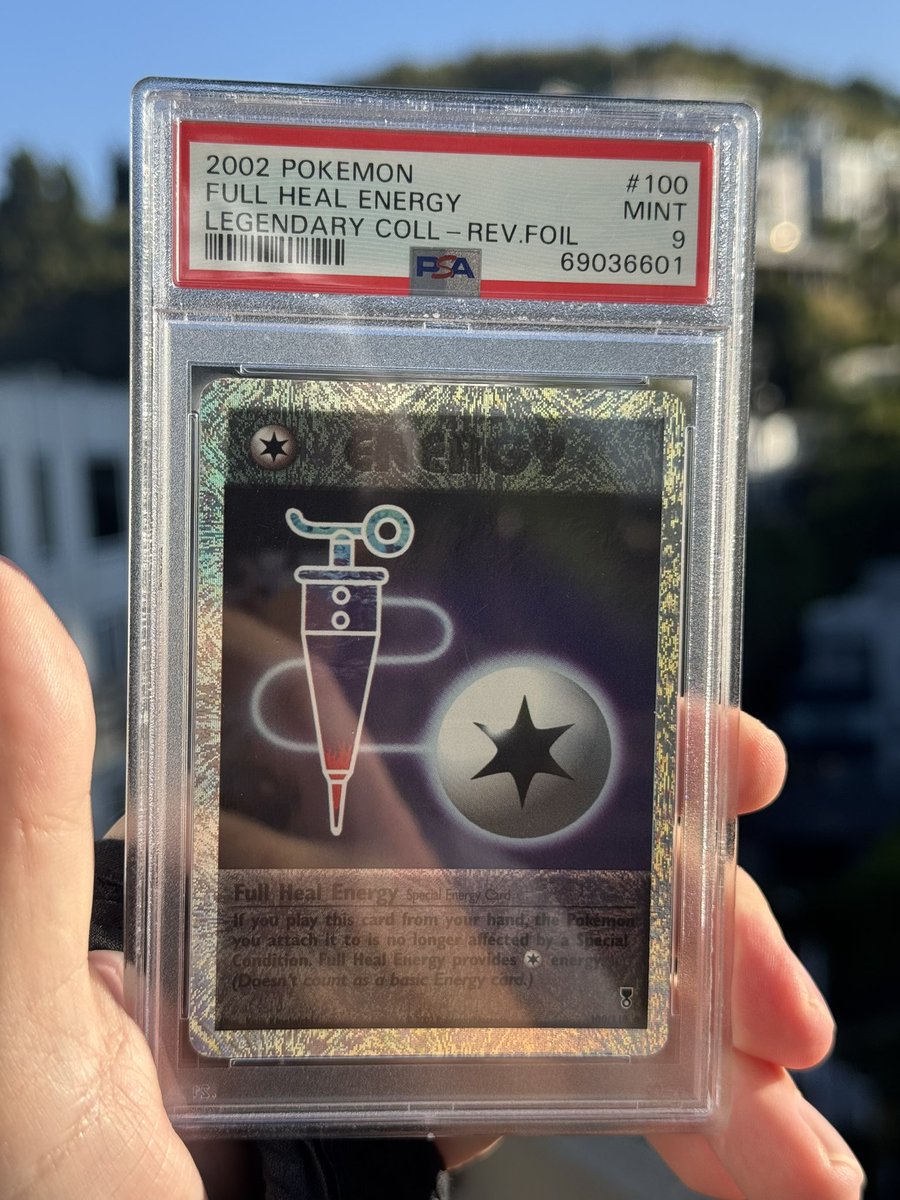 2002 POKEMON #100
FULL HEAL ENERGY MINT
LEGENDARY COLL - REV.FOIL 9
PSA 69036601
ENERGY
Full Heal Energy Special Energy Card
If you play this card from your hand, the Pokémon
you attach it to is no longer affected by a Special
Condition. Full Heal Energy provides energy.
(Doesn't count as a basic Energy card.)